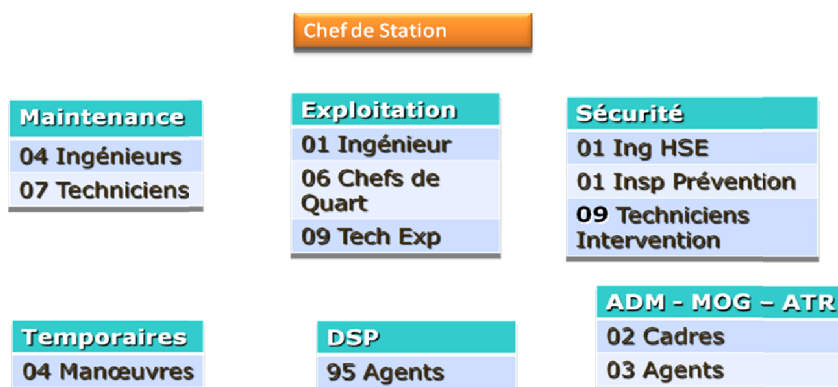 Chef de Station
Maintenance
04 Ingénieurs
07 Techniciens
Exploitation
01 Ingénieur
06 Chefs de
Quart
09 Tech Exp
Sécurité
01 Ing HSE
01 Insp Prévention
09 Techniciens
Intervention
Temporaires
04 Manœuvres
DSP
95 Agents
ADM - MOG – ATR
02 Cadres
03 Agents